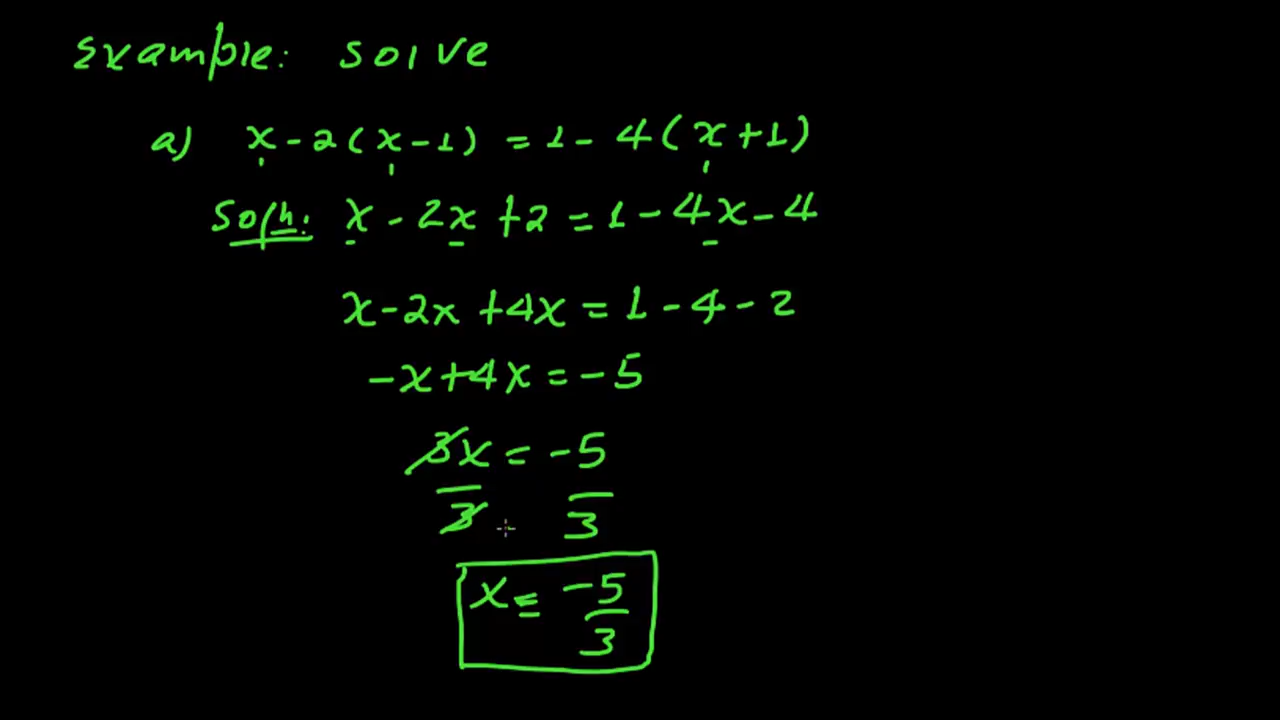 Example: Solve
a) x - 2(x - 1) = 1 - 4(x + 1)
Soln: x - 2x + 2 = 1 - 4x - 4
x - 2x + 4x = 1 - 4 - 2
-x + 4x = -5
3x = -5
3 3
x = -5
3